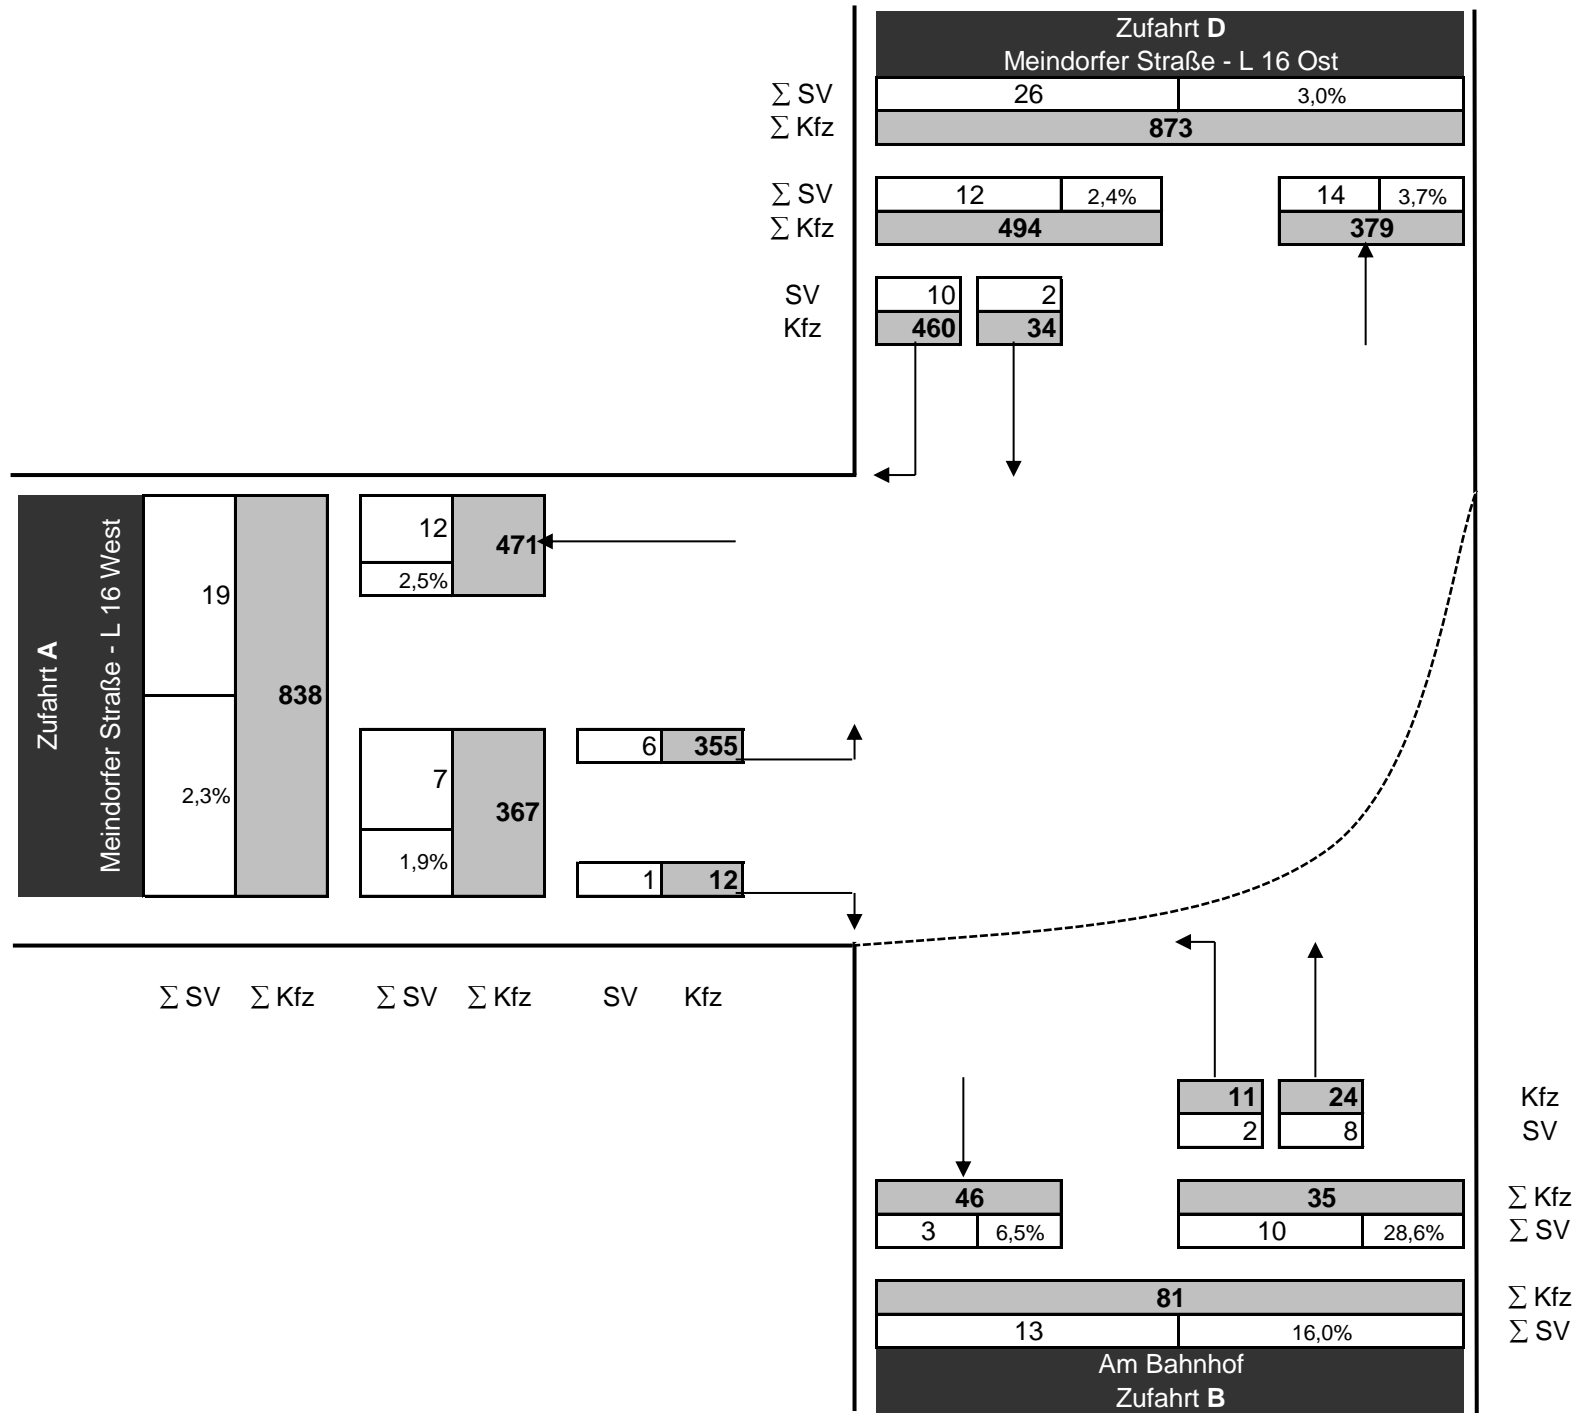 Zufahrt D
Meindorfer Straße - L 16 Ost
∑ SV 26 3,0%
∑ Kfz 873
∑ SV 12 2,4% 14 3,7%
∑ Kfz 494 379
SV 10 2
Kfz 460 34
Zufahrt A
Meindorfer Straße - L 16 West
19
2,3%
838
12
2,5%
471
7
1,9%
367
6 355
1 12
∑ SV ∑ Kfz ∑ SV ∑ Kfz SV Kfz
11 24 Kfz
2 8 SV
46 35 ∑ Kfz
3 6,5% 10 28,6% ∑ SV
81 ∑ Kfz
13 16,0% ∑ SV
Am Bahnhof
Zufahrt B